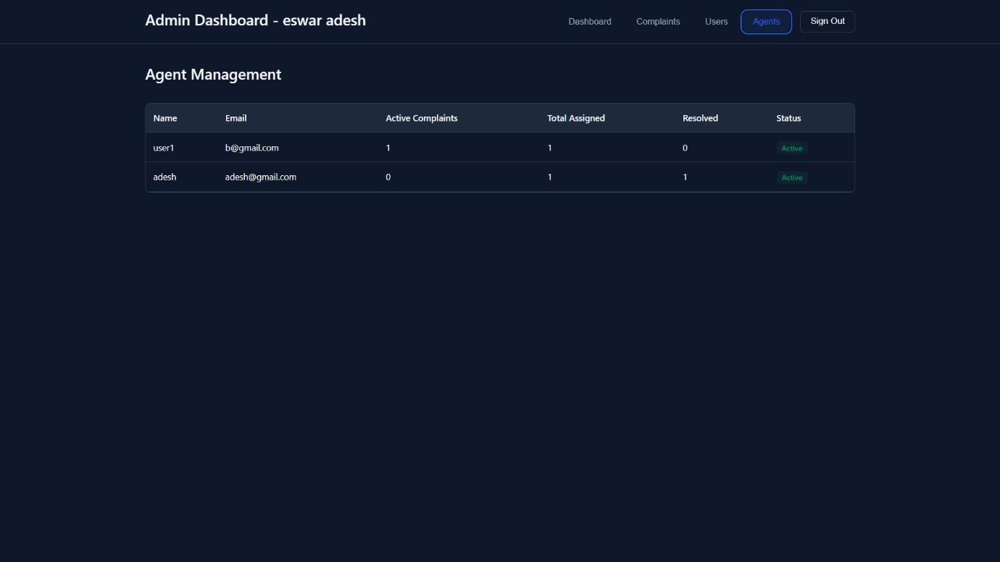 Admin Dashboard - eswar adesh Dashboard Complaints Users Agents Sign Out
Agent Management
Name Email Active Complaints Total Assigned Resolved Status
user1 b@gmail.com 1 1 0 Active
adesh adesh@gmail.com 0 1 1 Active